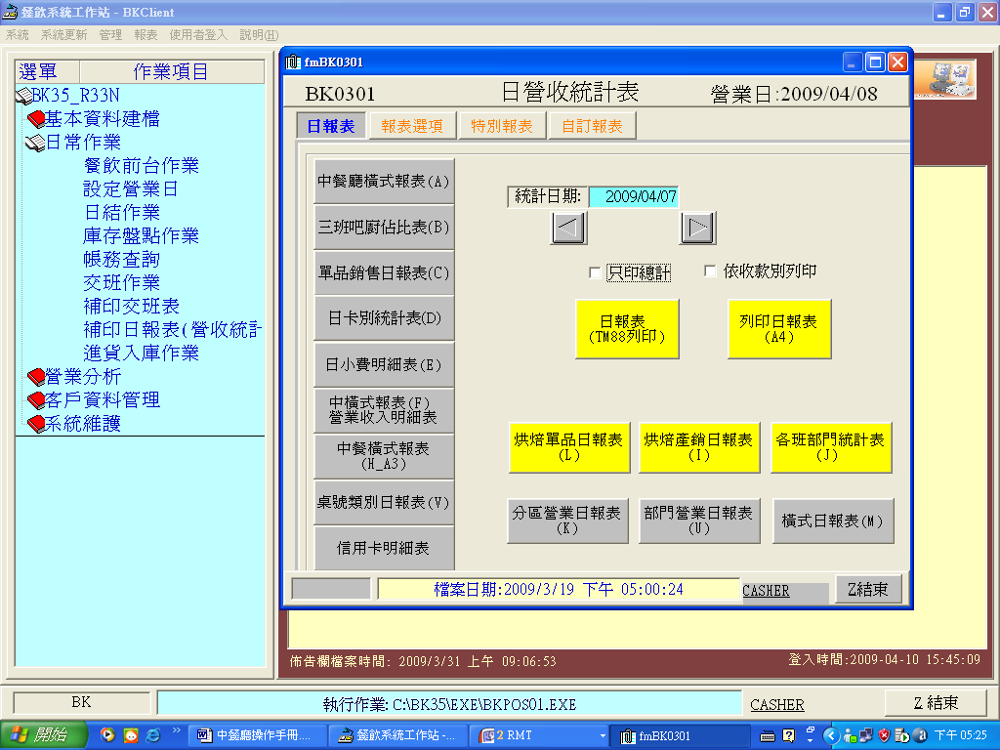 餐飲系統工作站 - BKClient
系統 系統更新 管理 報表 使用者登入 說明(H)
選單 作業項目
BK35_R33N
基本資料建檔
日常作業
餐飲前台作業
設定營業日
日結作業
庫存盤點作業
帳務查詢
交班作業
補印交班表
補印日報表(營收統計
進貨入庫作業
營業分析
客戶資料管理
系統維護
fmBK0301
BK0301 日營收統計表 營業日:2009/04/08
日報表 報表選項 特別報表 自訂報表
中餐廳橫式報表(A)
三班吧廚佔比表(B)
單品銷售日報表(C)
日卡別統計表(D)
日小費明細表(E)
中橫式報表(F)
營業收入明細表
中餐橫式報表
(H_A3)
桌號類別日報表(V)
信用卡明細表
統計日期: 2009/04/07
只印總計 依收款別列印
日報表
(TM88列印)
列印日報表
(A4)
烘焙單品日報表
(L)
烘焙產銷日報表
(I)
各班部門統計表
(J)
分區營業日報表
(K)
部門營業日報表
(U)
橫式日報表(M)
檔案日期:2009/3/19 下午 05:00:24 CASHER Z結束
佈告欄檔案時間: 2009/3/31 上午 09:06:53 登入時間:2009-04-10 15:45:09
BK 執行作業: C:\BK35\EXE\BKPOS01.EXE CASHER Z 結束
開始 中餐廳操作手冊.... 餐飲系統工作站 -... 2 RMT fmBK0301 下午 05:25